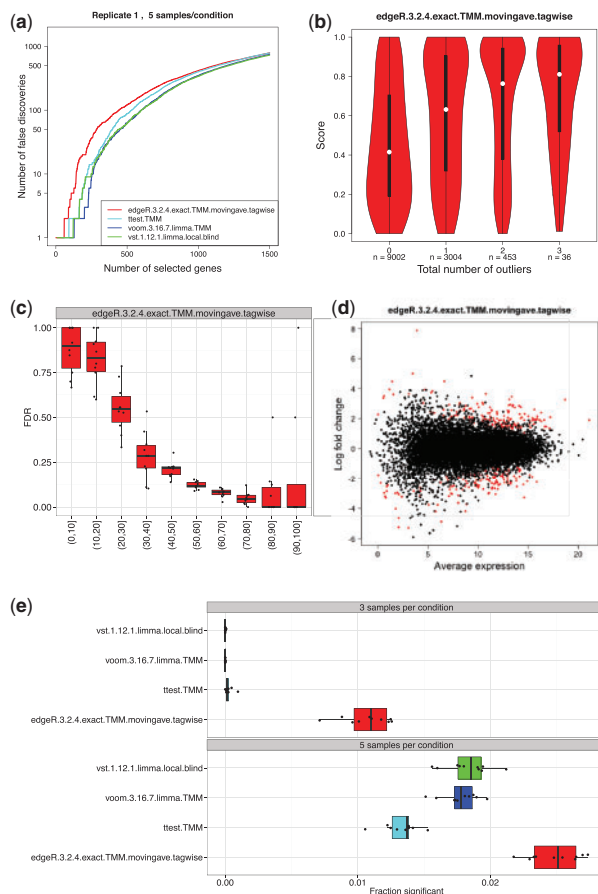 (a)
Replicate 1 , 5 samples/condition
Number of false discoveries
1000
500
100
50
10
5
1
edgeR.3.2.4.exact.TMM.movingave.tagwise
ttest.TMM
voom.3.16.7.limma.TMM
vst.1.12.1.limma.local.blind
0
500
1000
1500
Number of selected genes
(b)
edgeR.3.2.4.exact.TMM.movingave.tagwise
Score
1.0
0.8
0.6
0.4
0.2
0.0
0 1 2 3
n = 9002 n = 3004 n = 453 n = 36
Total number of outliers
(c)
edgeR.3.2.4.exact.TMM.movingave.tagwise
FDR
1.00
0.75
0.50
0.25
0.00
(0,10]
(10,20]
(20,30]
(30,40]
(40,50]
(50,60]
(60,70]
(70,80]
(80,90]
(90,100]
(d)
edgeR.3.2.4.exact.TMM.movingave.tagwise
Log fold change
8
6
4
2
0
-2
-4
-6
0 5 10 15 20
Average expression
(e)
3 samples per condition
vst.1.12.1.limma.local.blind
voom.3.16.7.limma.TMM
ttest.TMM
edgeR.3.2.4.exact.TMM.movingave.tagwise
5 samples per condition
vst.1.12.1.limma.local.blind
voom.3.16.7.limma.TMM
ttest.TMM
edgeR.3.2.4.exact.TMM.movingave.tagwise
0.00 0.01 0.02
Fraction significant